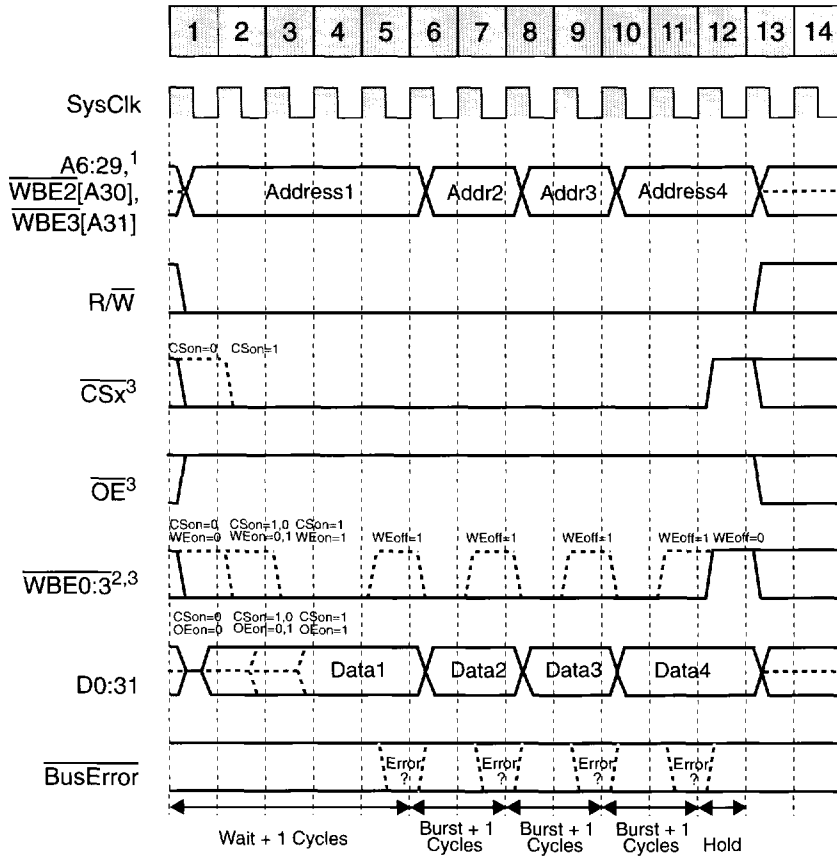 1 2 3 4 5 6 7 8 9 10 11 12 13 14
SysClk
A6:29,1
WBE2[A30],
WBE3[A31]
Address1 Addr2 Addr3 Address4
R/W
CSon=0 CSon=1
CSx3
OE3
CSon=0 CSon=1,0 CSon=1
WEon=0 WEon=0,1 WEon=1 WEoff=1 WEoff=1 WEoff=1 WEoff=1 WEoff=0
WBE0:32,3
CSon=0 CSon=1,0 CSon=1
OEon=0 OEon=0,1 OEon=1
D0:31 Data1 Data2 Data3 Data4
BusError
Error Error Error Error
? ? ? ?
Wait + 1 Cycles Burst + 1 Burst + 1 Burst + 1 Hold
Cycles Cycles Cycles